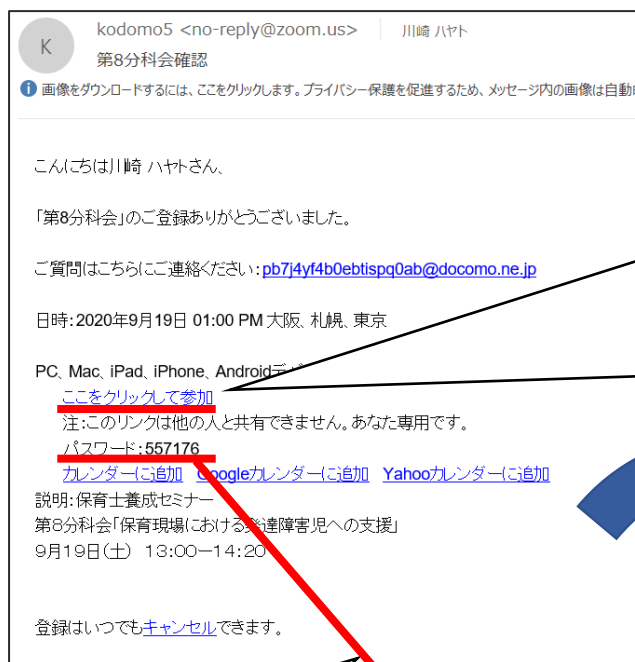 K
kodomo5 <no-reply@zoom.us> 川崎 ハヤト
第8分科会確認
画像をダウンロードするには、ここをクリックします。プライバシー保護を促進するため、メッセージ内の画像は自動
こんにちは川崎 ハヤトさん、
「第8分科会」のご登録ありがとうございました。
ご質問はこちらにご連絡ください：pb7j4yf4b0ebtispq0ab@docomo.ne.jp
日時：2020年9月19日 01:00 PM 大阪、札幌、東京
PC、Mac、iPad、iPhone、Android
ここをクリックして参加
注：このリンクは他の人と共有できません。あなた専用です。
パスワード：557176
カレンダーに追加 Googleカレンダーに追加 Yahooカレンダーに追加
説明：保育士養成セミナー
第8分科会「保育現場における発達障害児への支援」
9月19日（土） 13:00ー14:20
登録はいつでもキャンセルできます。